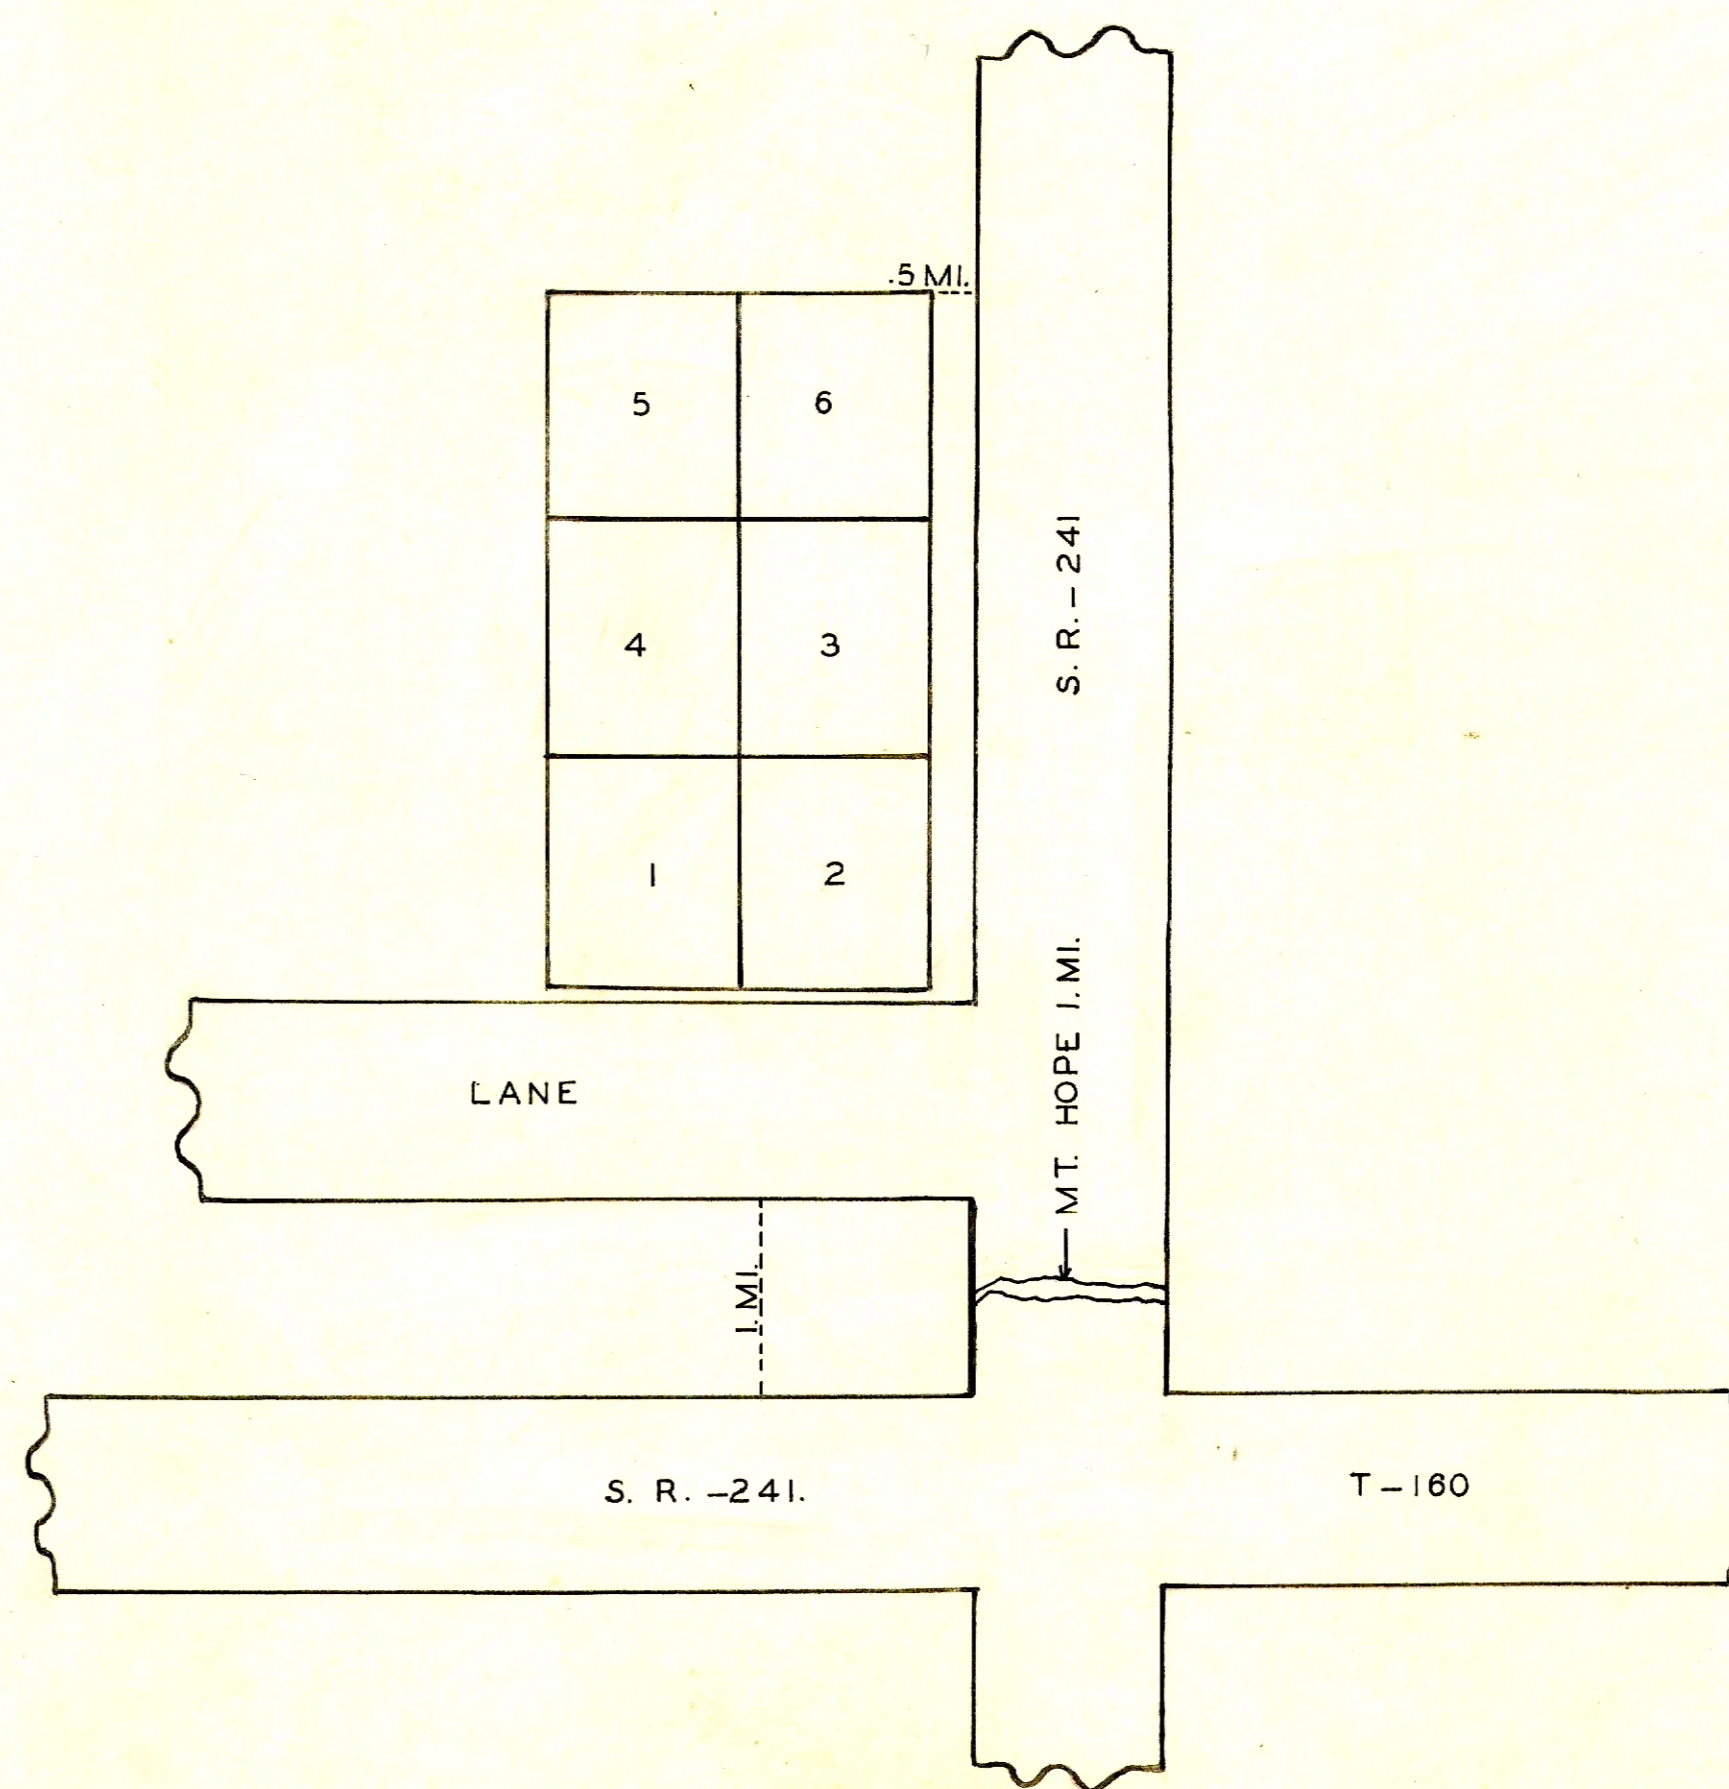 .5 MI.
5 6
S. R. - 241
4 3
1 2
MT. HOPE 1. MI.
LANE
1. MI.
S. R. -241.
T-160